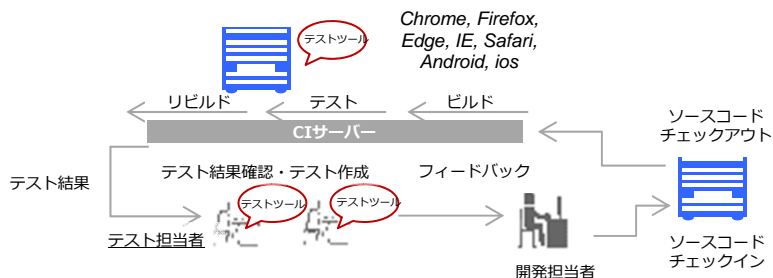 Chrome, Firefox,
Edge, IE, Safari,
Android, ios
テストツール
リビルド
テスト
ビルド
CIサーバー
ソースコード
チェックアウト
テスト結果
テスト結果確認・テスト作成
フィードバック
テストツール
テストツール
テスト担当者
開発担当者
ソースコード
チェックイン